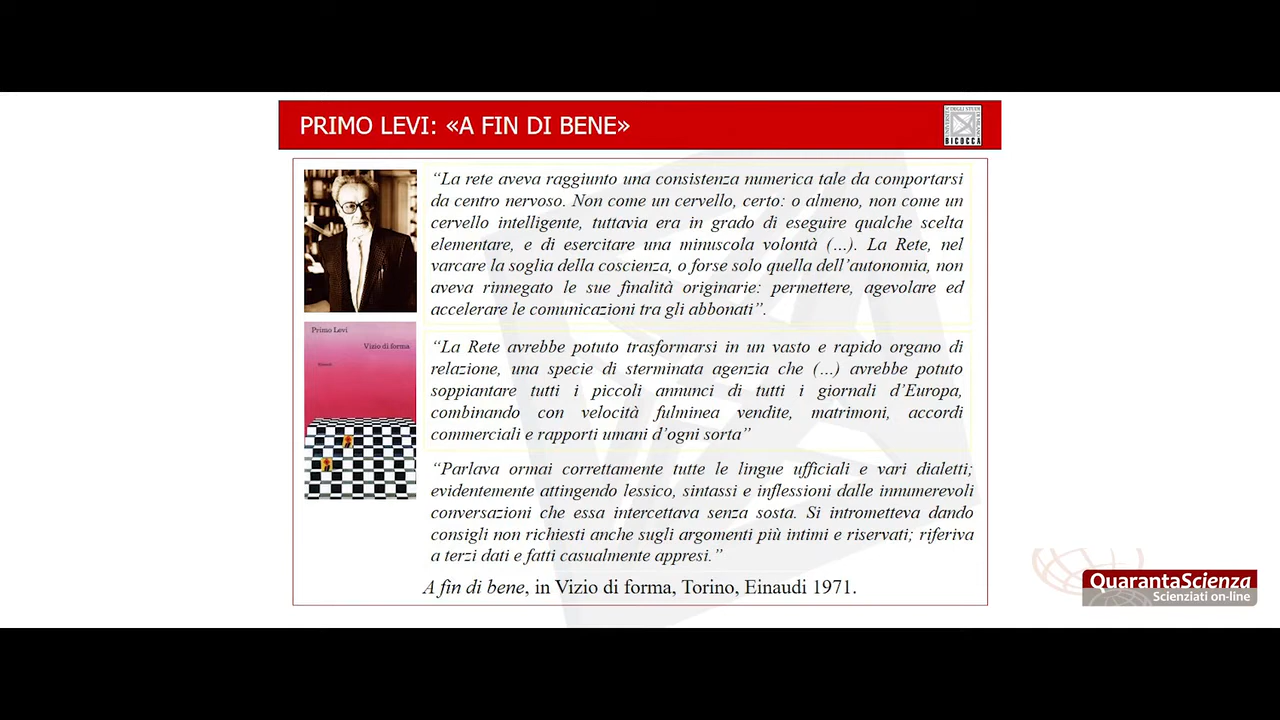 PRIMO LEVI: «A FIN DI BENE»
BICOCCA
“La rete aveva raggiunto una consistenza numerica tale da comportarsi
da centro nervoso. Non come un cervello, certo: o almeno, non come un
cervello intelligente, tuttavia era in grado di eseguire qualche scelta
elementare, e di esercitare una minuscola volontà (…). La Rete, nel
varcare la soglia della coscienza, o forse solo quella dell’autonomia, non
aveva rinnegato le sue finalità originarie: permettere, agevolare ed
accelerare le comunicazioni tra gli abbonati”.
Primo Levi
Vizio di forma
“La Rete avrebbe potuto trasformarsi in un vasto e rapido organo di
relazione, una specie di sterminata agenzia che (…) avrebbe potuto
soppiantare tutti i piccoli annunci di tutti i giornali d’Europa,
combinando con velocità fulminea vendite, matrimoni, accordi
commerciali e rapporti umani d’ogni sorta”
“Parlava ormai correttamente tutte le lingue ufficiali e vari dialetti;
evidentemente attingendo lessico, sintassi e inflessioni dalle innumerevoli
conversazioni che essa intercettava senza sosta. Si intrometteva dando
consigli non richiesti anche sugli argomenti più intimi e riservati; riferiva
a terzi dati e fatti casualmente appresi.”
A fin di bene, in Vizio di forma, Torino, Einaudi 1971.
QuarantaScienza
Scienziati on-line